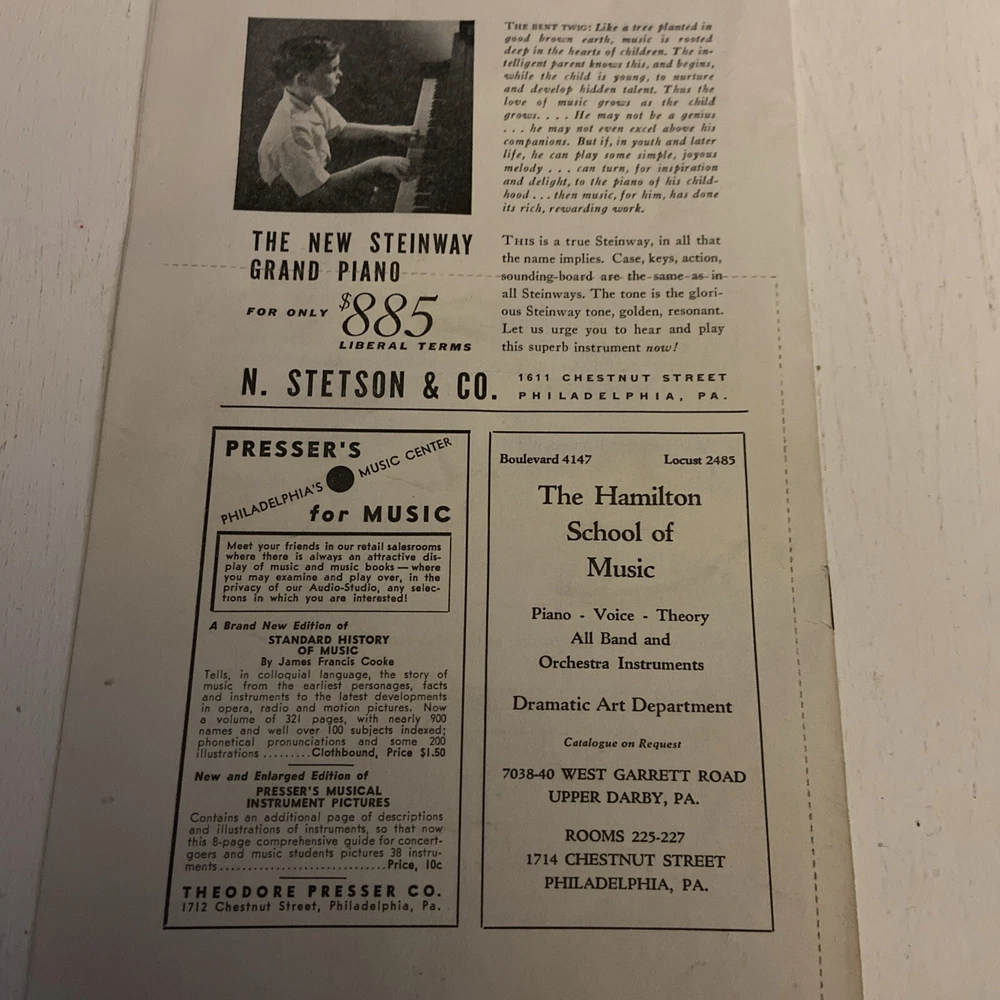 THE BENT TWIG: Like a tree planted in
good brown earth, music is rooted
deep in the hearts of children. The in-
telligent parent knows this, and begins,
while the child is young, to nurture
and develop hidden talent. Thus the
love of music grows as the child
grows. . . . He may not be a genius
. . . he may not even excel above his
companions. But if, in youth and later
life, he can play some simple, joyous
melody . . . can turn, for inspiration
and delight, to the piano of his child-
hood . . . then music, for him, has done
its rich, rewarding work.
THE NEW STEINWAY
GRAND PIANO
FOR ONLY $885
LIBERAL TERMS
THIS is a true Steinway, in all that
the name implies. Case, keys, action,
sounding-board are the same as in
all Steinways. The tone is the glori-
ous Steinway tone, golden, resonant.
Let us urge you to hear and play
this superb instrument now!
N. STETSON & CO.
1611 CHESTNUT STREET
PHILADELPHIA, PA.
PRESSER'S
PHILADELPHIA'S MUSIC CENTER
for MUSIC
Meet your friends in our retail salesrooms
where there is always an attractive dis-
play of music and music books — where
you may examine and play over, in the
privacy of our Audio-Studio, any selec-
tions in which you are interested!
A Brand New Edition of
STANDARD HISTORY
OF MUSIC
By James Francis Cooke
Tells, in colloquial language, the story of
music from the earliest personages, facts
and instruments to the latest developments
in opera, radio and motion pictures. Now
a volume of 321 pages, with nearly 900
names and well over 100 subjects indexed;
phonetical pronunciations and some 200
illustrations .........Clothbound, Price $1.50
New and Enlarged Edition of
PRESSER'S MUSICAL
INSTRUMENT PICTURES
Contains an additional page of descriptions
and illustrations of instruments, so that now
this 8-page comprehensive guide for concert-
goers and music students pictures 38 instru-
ments..............................Price, 10c
THEODORE PRESSER CO.
1712 Chestnut Street, Philadelphia, Pa.
Boulevard 4147 Locust 2485
The Hamilton
School of
Music
Piano - Voice - Theory
All Band and
Orchestra Instruments
Dramatic Art Department
Catalogue on Request
7038-40 WEST GARRETT ROAD
UPPER DARBY, PA.
ROOMS 225-227
1714 CHESTNUT STREET
PHILADELPHIA, PA.